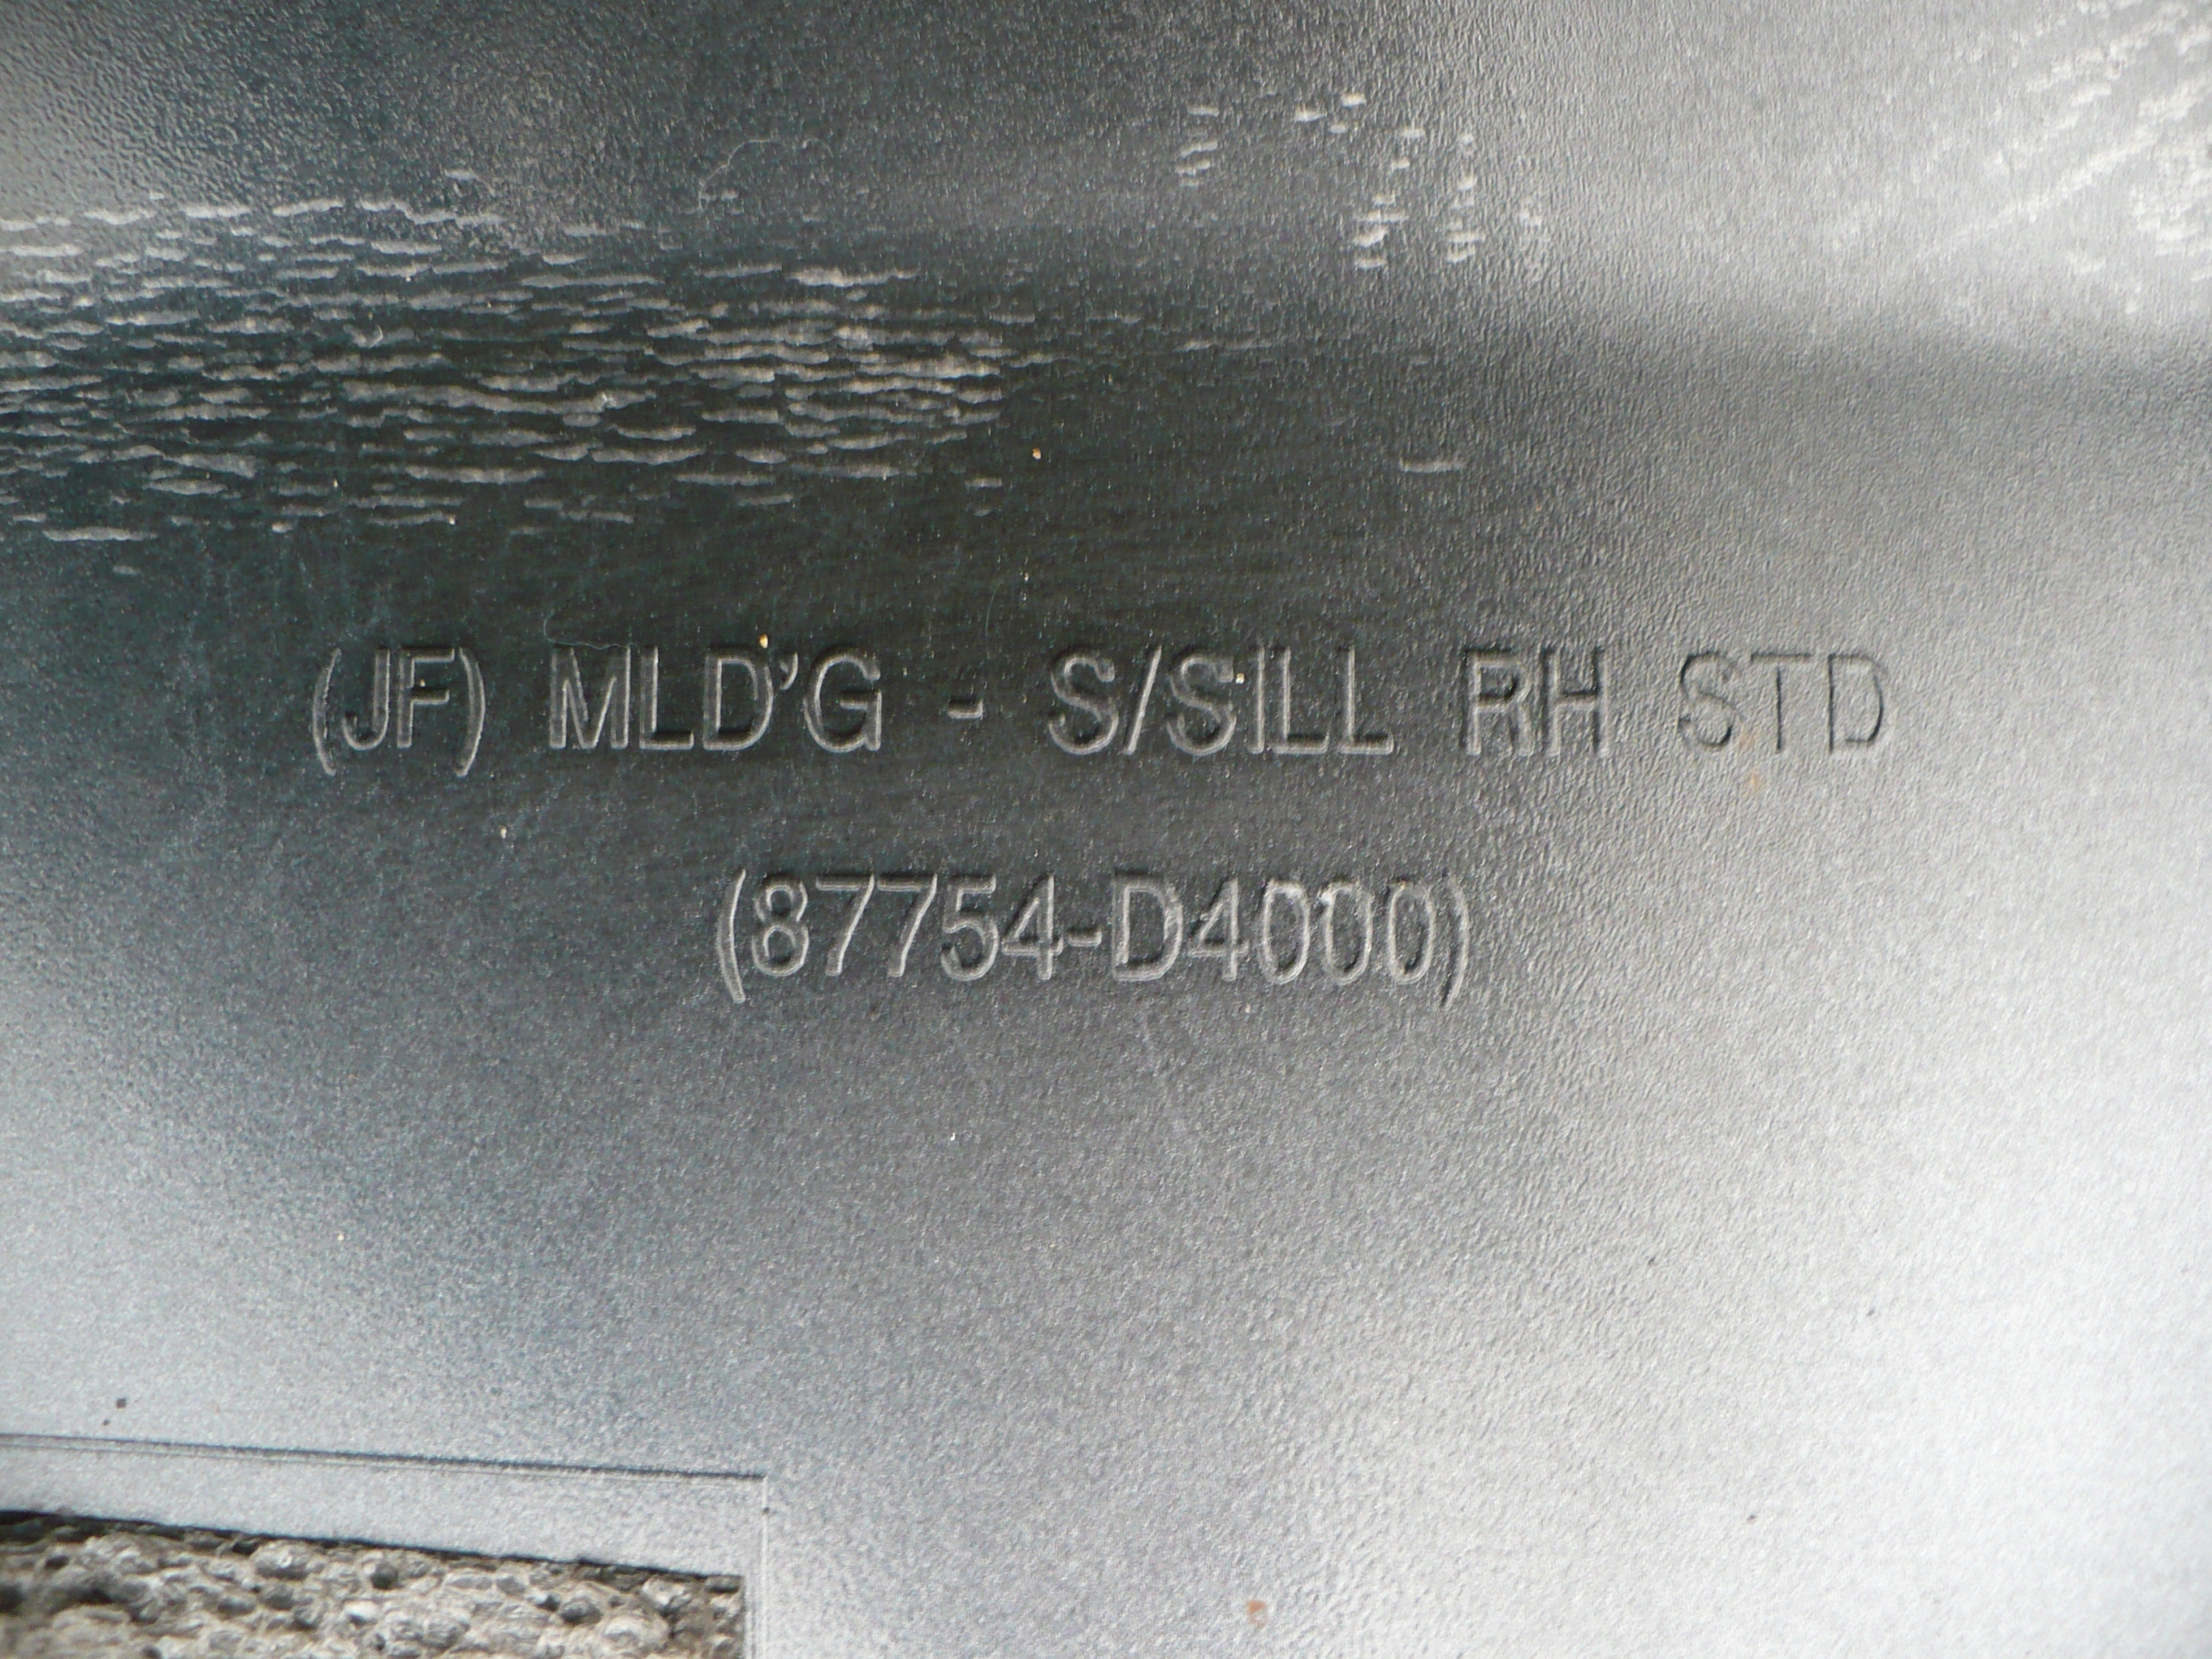 (JF) MLD'G - S/SILL RH STD
(87754-D4000)